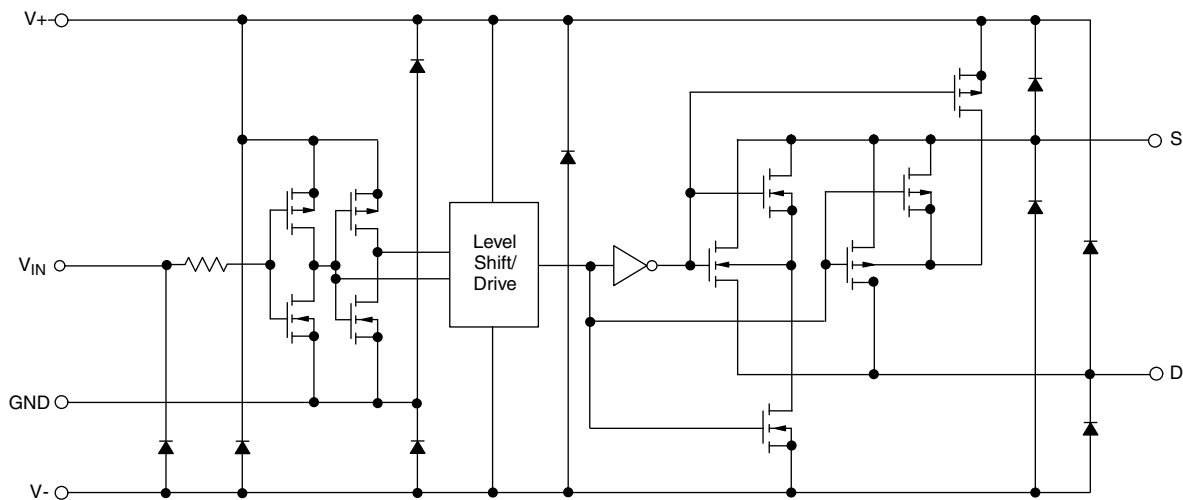 V+
S
Level
Shift/
Drive
VIN
D
GND
V-